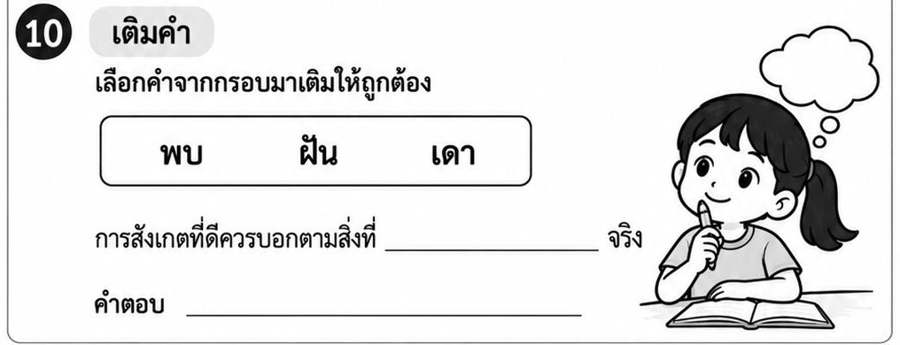 10 เติมคำ
เลือกคำจากกรอบมาเติมให้ถูกต้อง
พบ ฝัน เดา
การสังเกตที่ดีควรบอกตามสิ่งที่ ____________________ จริง
คำตอบ ____________________